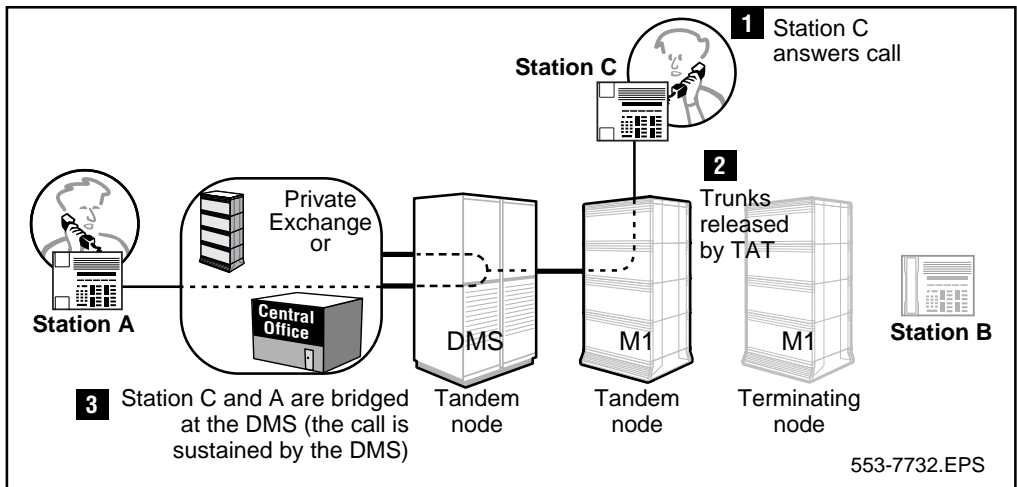 1 Station C
answers call
Station C
2
Trunks
released
by TAT
Private
Exchange
or
Central
Office
Station A
DMS
M1
M1
Station B
3 Station C and A are bridged
at the DMS (the call is
sustained by the DMS)
Tandem
node
Tandem
node
Terminating
node
553-7732.EPS